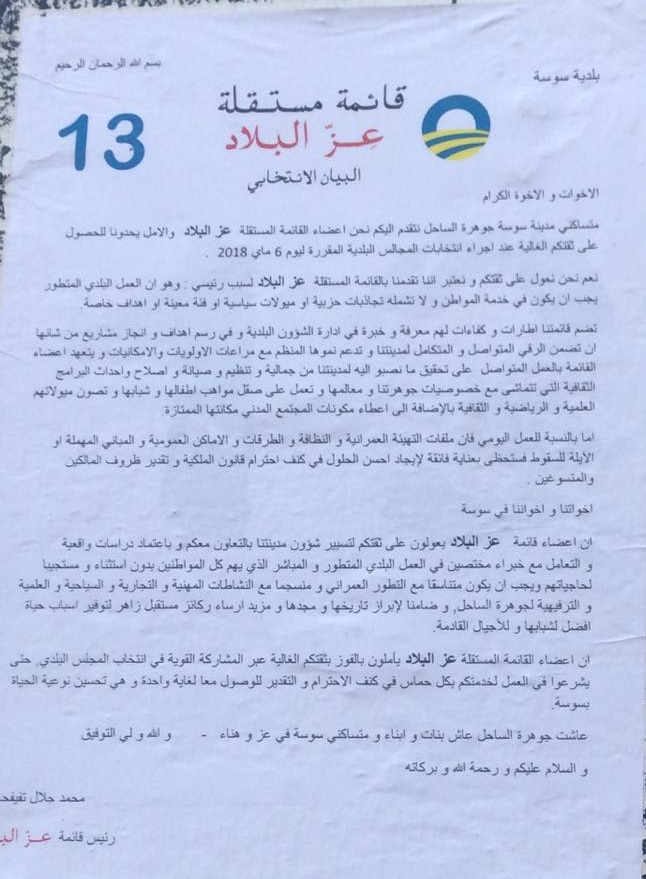 بسم الله الرحمان الرحيم
بلدية سوسة
قائمة مستقلة
عزّ البلاد
13
البيان الانتخابي
الاخوات و الاخوة الكرام
متساكني مدينة سوسة جوهرة الساحل نتقدم اليكم نحن اعضاء القائمة المستقلة عز البلاد والامل يحدونا للحصول
على ثقتكم الغالية عند اجراء انتخابات المجالس البلدية المقررة ليوم 6 ماي 2018 .
نعم نحن نعول على ثقتكم و نعتبر اننا تقدمنا بالقائمة المستقلة عز البلاد لسبب رئيسي : وهو ان العمل البلدي المتطور
يجب ان يكون في خدمة المواطن و لا تشمله تجاذبات حزبية او ميولات سياسية او فئة معينة او اهداف خاصة.
تضم قائمتنا اطارات و كفاءات لهم معرفة و خبرة في ادارة الشؤون البلدية و في رسم اهداف و انجاز مشاريع من شانها
ان تضمن الرقي المتواصل و المتكامل لمدينتنا و تدعم نموها المنظم مع مراعات الاولويات والامكانيات و يتعهد اعضاء
القائمة بالعمل المتواصل على تحقيق ما نصبو اليه لمدينتنا من جمالية و تنظيم و صيانة و اصلاح واحداث البرامج
الثقافية التي تتماشى مع خصوصيات جوهرتنا و معالمها و تعمل على صقل مواهب اطفالها و شبابها و تصون ميولاتهم
العلمية و الرياضية و الثقافية بالإضافة الى اعطاء مكونات المجتمع المدني مكانتها الممتازة.
اما بالنسبة للعمل اليومي فان ملفات التهيئة العمرانية و النظافة و الطرقات و الاماكن العمومية و المباني المهملة او
الآيلة للسقوط فستحظى بعناية فائقة لإيجاد احسن الحلول في كنف احترام قانون الملكية و تقدير ظروف المالكين
والمتسوغين .
اخواتنا و اخواننا في سوسة
ان اعضاء قائمة عز البلاد يعولون على ثقتكم لتسيير شؤون مدينتنا بالتعاون معكم و باعتماد دراسات واقعية
و التعامل مع خبراء مختصين في العمل البلدي المتطور و المباشر الذي يهم كل المواطنين بدون استثناء و مستجيبا
لحاجياتهم ويجب ان يكون متناسقا مع التطور العمراني و منسجما مع النشاطات المهنية و التجارية و السياحية و العلمية
و الترفيهية لجوهرة الساحل, و ضامنا لإبراز تاريخها و مجدها و مزيد ارساء ركائز مستقبل زاهر لتوفير اسباب حياة
افضل لشبابها و للأجيال القادمة.
ان اعضاء القائمة المستقلة عز البلاد يأملون بالفوز بثقتكم الغالية عبر المشاركة القوية في انتخاب المجلس البلدي, حتى
يشرعوا في العمل لخدمتكم بكل حماس في كنف الاحترام و التقدير للوصول معا لغاية واحدة و هي تحسين نوعية الحياة
بسوسة.
عاشت جوهرة الساحل عاش بنات و ابناء و متساكني سوسة في عز و هناء - و الله و لي التوفيق
و السلام عليكم و رحمة الله و بركاته
محمد جلال
رئيس قائمة عزّ